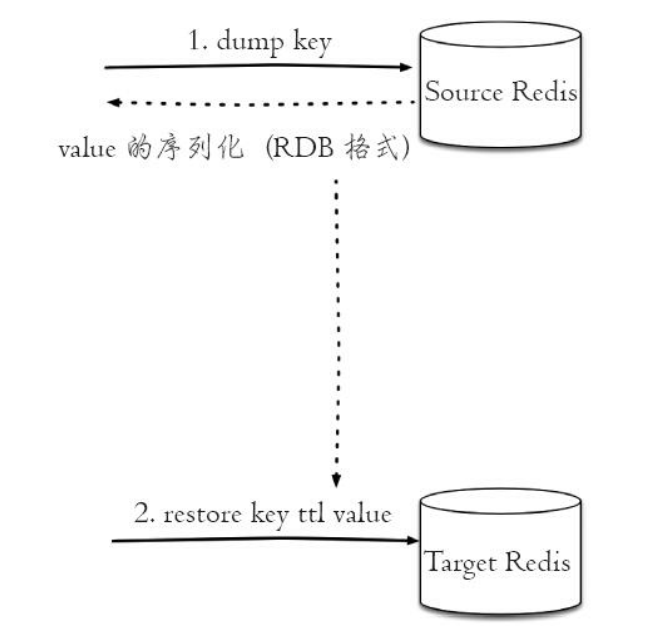 1. dump key
Source Redis
value 的序列化 (RDB 格式)
2. restore key ttl value
Target Redis